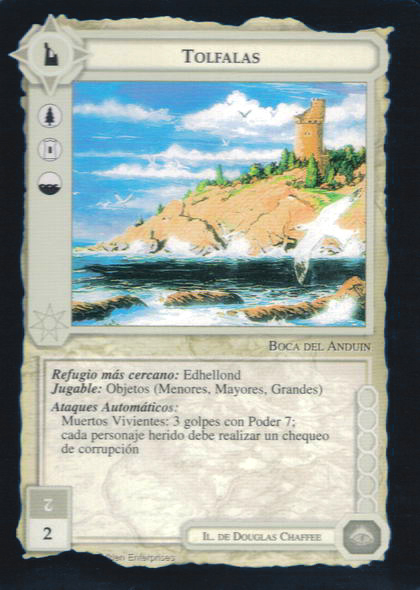 TOLFALAS
BOCA DEL ANDUIN
Refugio más cercano: Edhellond
Jugable: Objetos (Menores, Mayores, Grandes)
Ataques Automáticos:
Muertos Vivientes: 3 golpes con Poder 7;
cada personaje herido debe realizar un chequeo
de corrupción
2
2
IL. DE DOUGLAS CHAFFEE
Enterprises